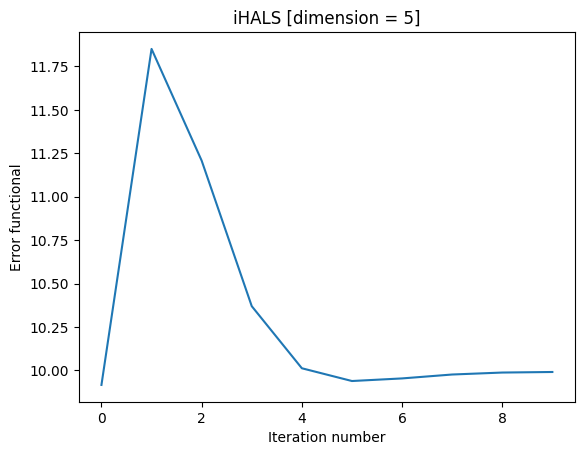 iHALS [dimension = 5]
Error functional
11.75
11.50
11.25
11.00
10.75
10.50
10.25
10.00
0 2 4 6 8
Iteration number